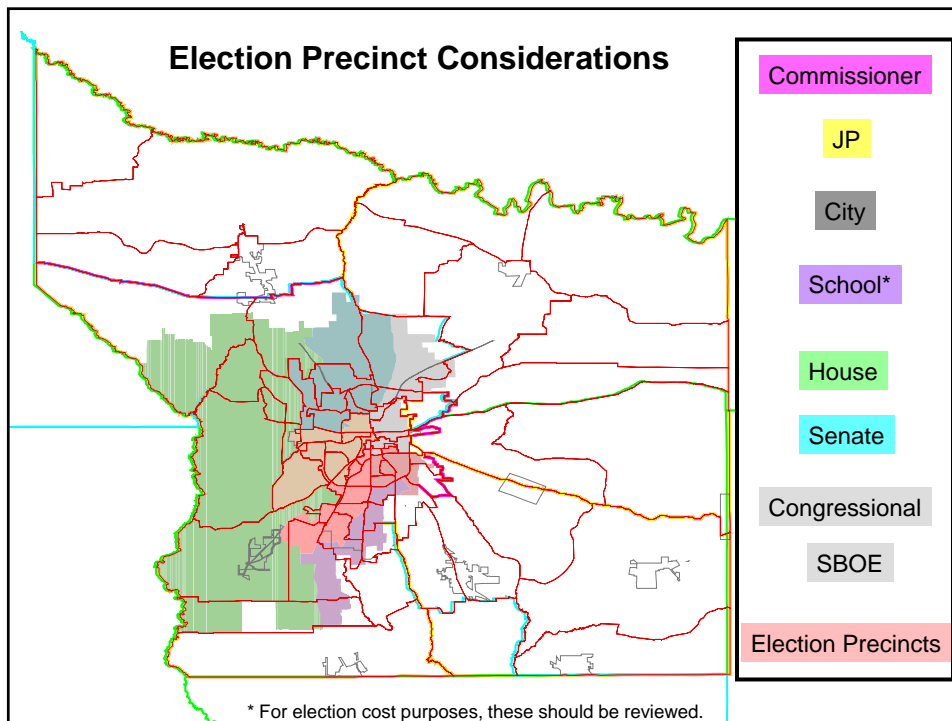 Election Precinct Considerations
Commissioner
JP
City
School*
House
Senate
Congressional
SBOE
Election Precincts
* For election cost purposes, these should be reviewed.